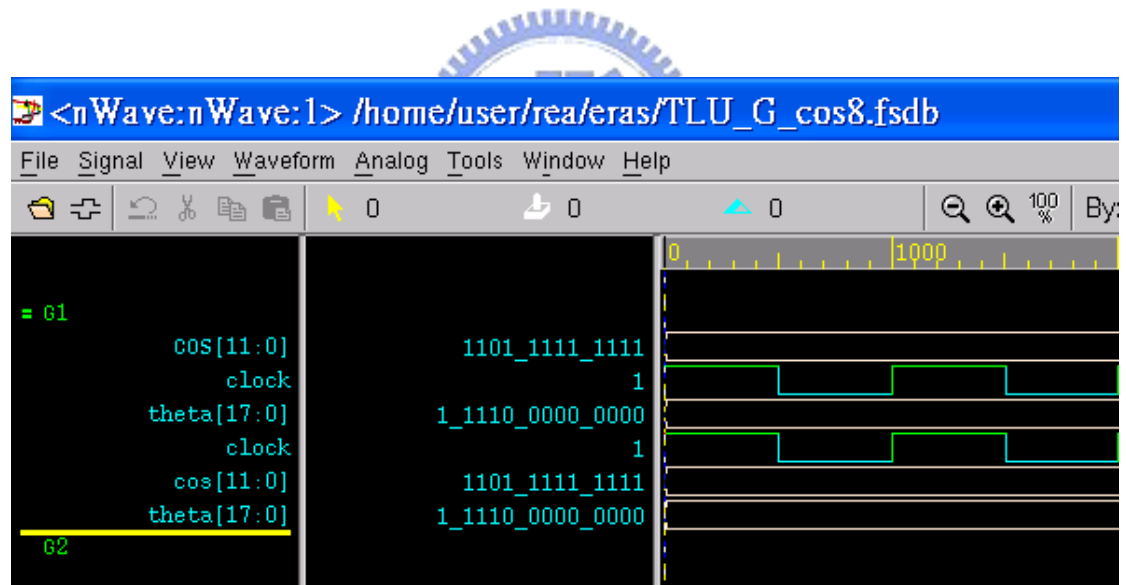 <nWave:nWave:1> /home/user/rea/eras/TLU_G_cos8.fsdb
File Signal View Waveform Analog Tools Window Help
0 0 0 100 % By:
0 1000
= G1
COS[11:0] 1101_1111_1111
clock 1
theta[17:0] 1_1110_0000_0000
clock 1
cos[11:0] 1101_1111_1111
theta[17:0] 1_1110_0000_0000
G2